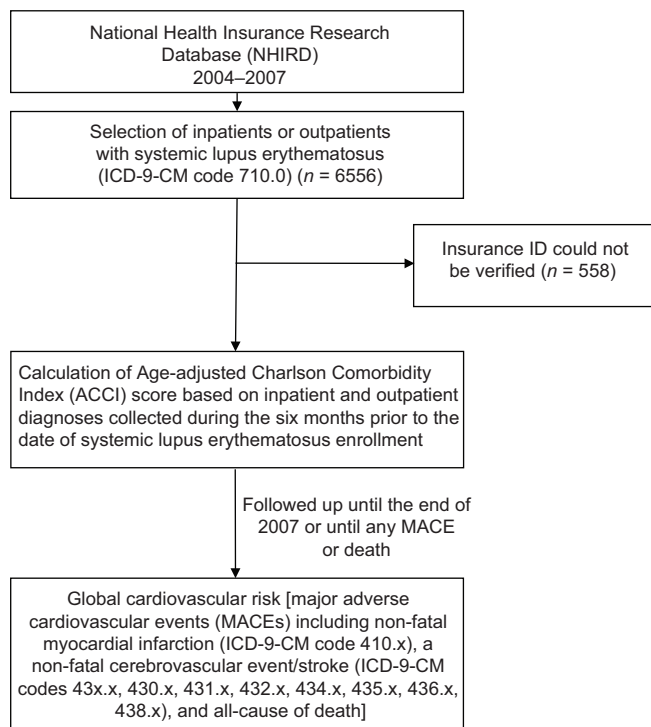 National Health Insurance Research
Database (NHIRD)
2004–2007
Selection of inpatients or outpatients
with systemic lupus erythematosus
(ICD-9-CM code 710.0) (n = 6556)
Insurance ID could not
be verified (n = 558)
Calculation of Age-adjusted Charlson Comorbidity
Index (ACCI) score based on inpatient and outpatient
diagnoses collected during the six months prior to the
date of systemic lupus erythematosus enrollment
Followed up until the end of
2007 or until any MACE
or death
Global cardiovascular risk [major adverse
cardiovascular events (MACEs) including non-fatal
myocardial infarction (ICD-9-CM code 410.x), a
non-fatal cerebrovascular event/stroke (ICD-9-CM
codes 43x.x, 430.x, 431.x, 432.x, 434.x, 435.x, 436.x,
438.x), and all-cause of death]